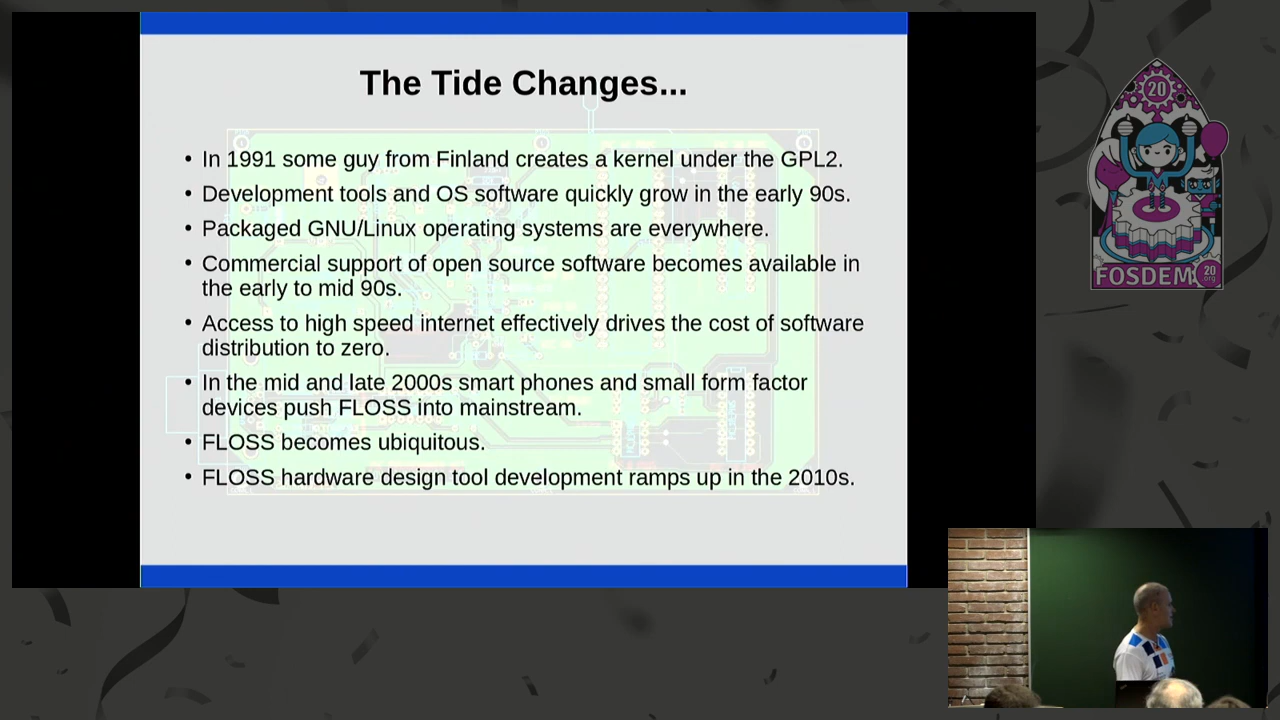 The Tide Changes...
• In 1991 some guy from Finland creates a kernel under the GPL2.
• Development tools and OS software quickly grow in the early 90s.
• Packaged GNU/Linux operating systems are everywhere.
• Commercial support of open source software becomes available in
the early to mid 90s.
• Access to high speed internet effectively drives the cost of software
distribution to zero.
• In the mid and late 2000s smart phones and small form factor
devices push FLOSS into mainstream.
• FLOSS becomes ubiquitous.
• FLOSS hardware design tool development ramps up in the 2010s.
20
FOSDEM 20
.org